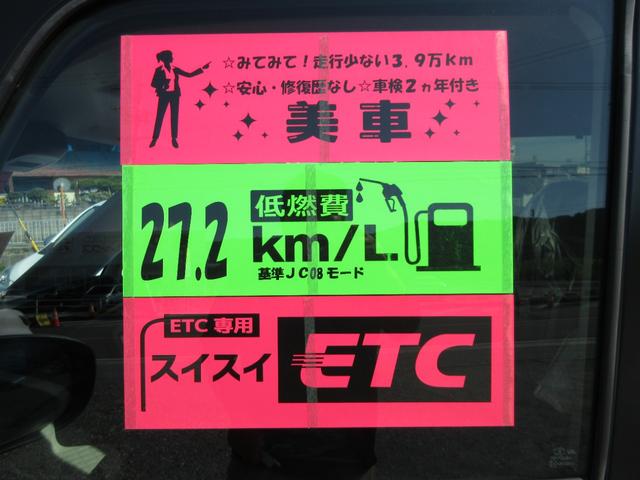 ☆みてみて！走行少ない3.9万km
☆安心・修復歴なし☆車検2ヵ年付き
美車
低燃費
27.2 km/L
基準JC08モード
ETC専用
スイスイ ETC